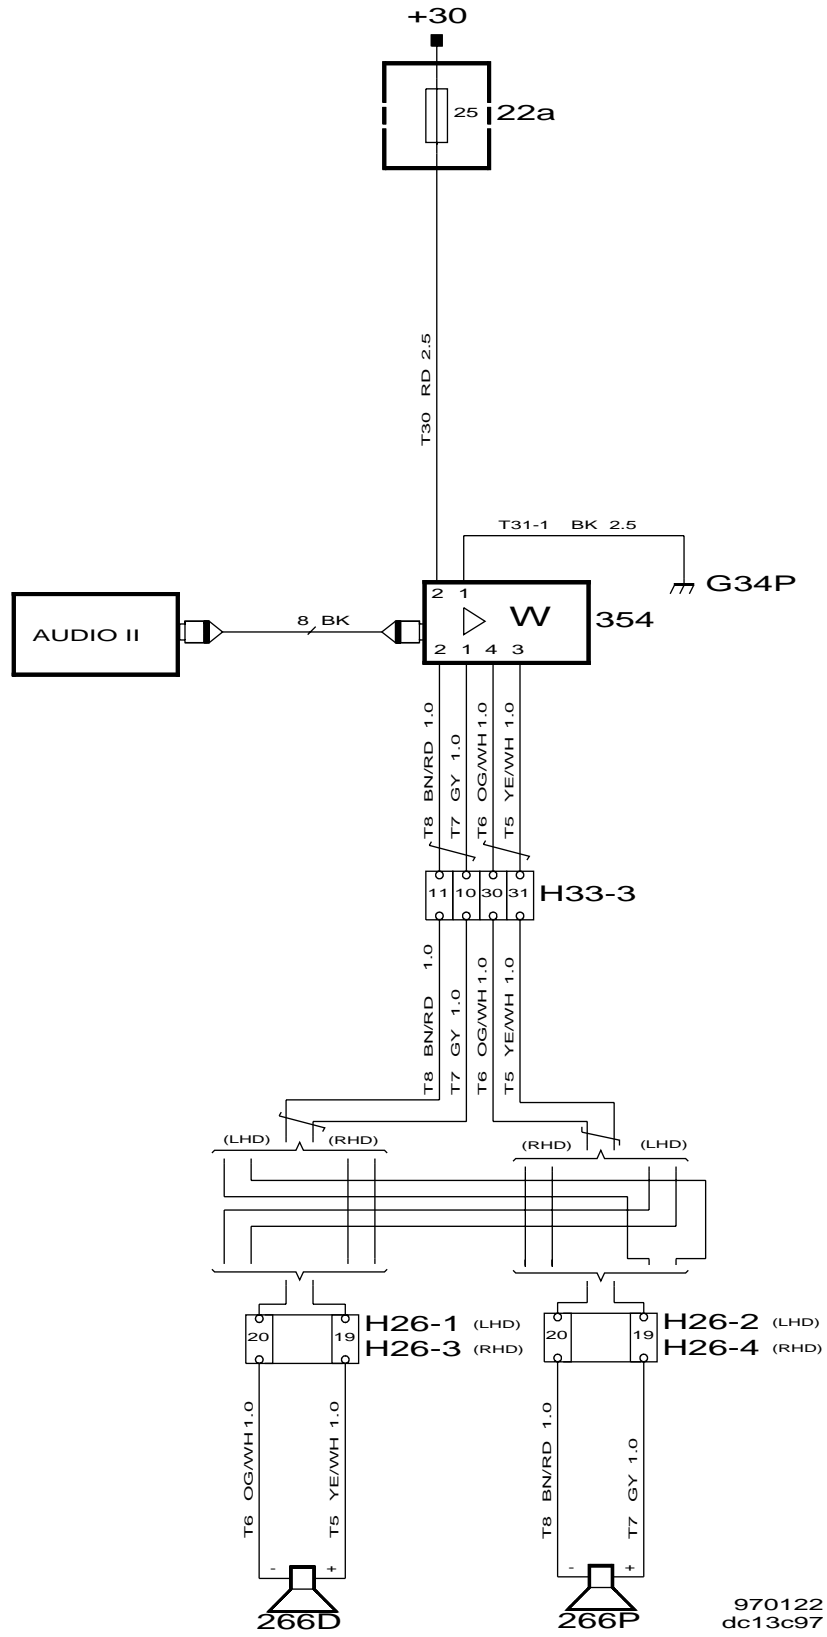 +30
25 22a
T30 RD 2.5
T31-1 BK 2.5
G34P
2 1
AUDIO II
8 BK
W
354
2 1 4 3
T8 BN/RD 1.0
T7 GY 1.0
T6 OG/WH 1.0
T5 YE/WH 1.0
11 10 30 31 H33-3
T8 BN/RD 1.0
T7 GY 1.0
T6 OG/WH 1.0
T5 YE/WH 1.0
(LHD) (RHD) (RHD) (LHD)
20 19
H26-1 (LHD)
H26-3 (RHD)
20 19
H26-2 (LHD)
H26-4 (RHD)
T6 OG/WH 1.0
T5 YE/WH 1.0
T8 BN/RD 1.0
T7 GY 1.0
- + - +
266D 266P
970122
dc13c97